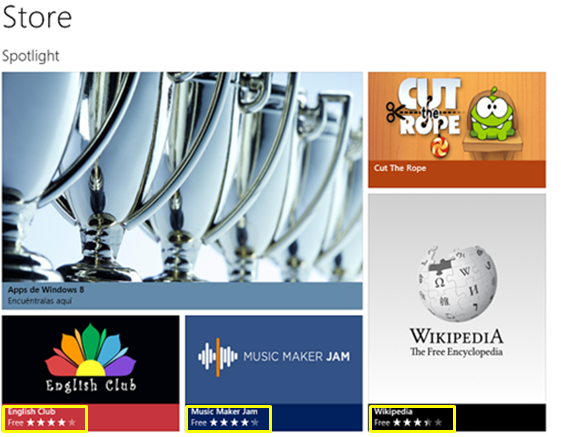 Store
Spotlight
CUT
the
ROPE
Cut The Rope
Apps de Windows 8
Encuéntralas aquí
WIKIPEDIA
The Free Encyclopedia
English Club
MUSIC MAKER JAM
English Club
Free
Music Maker Jam
Free
Wikipedia
Free